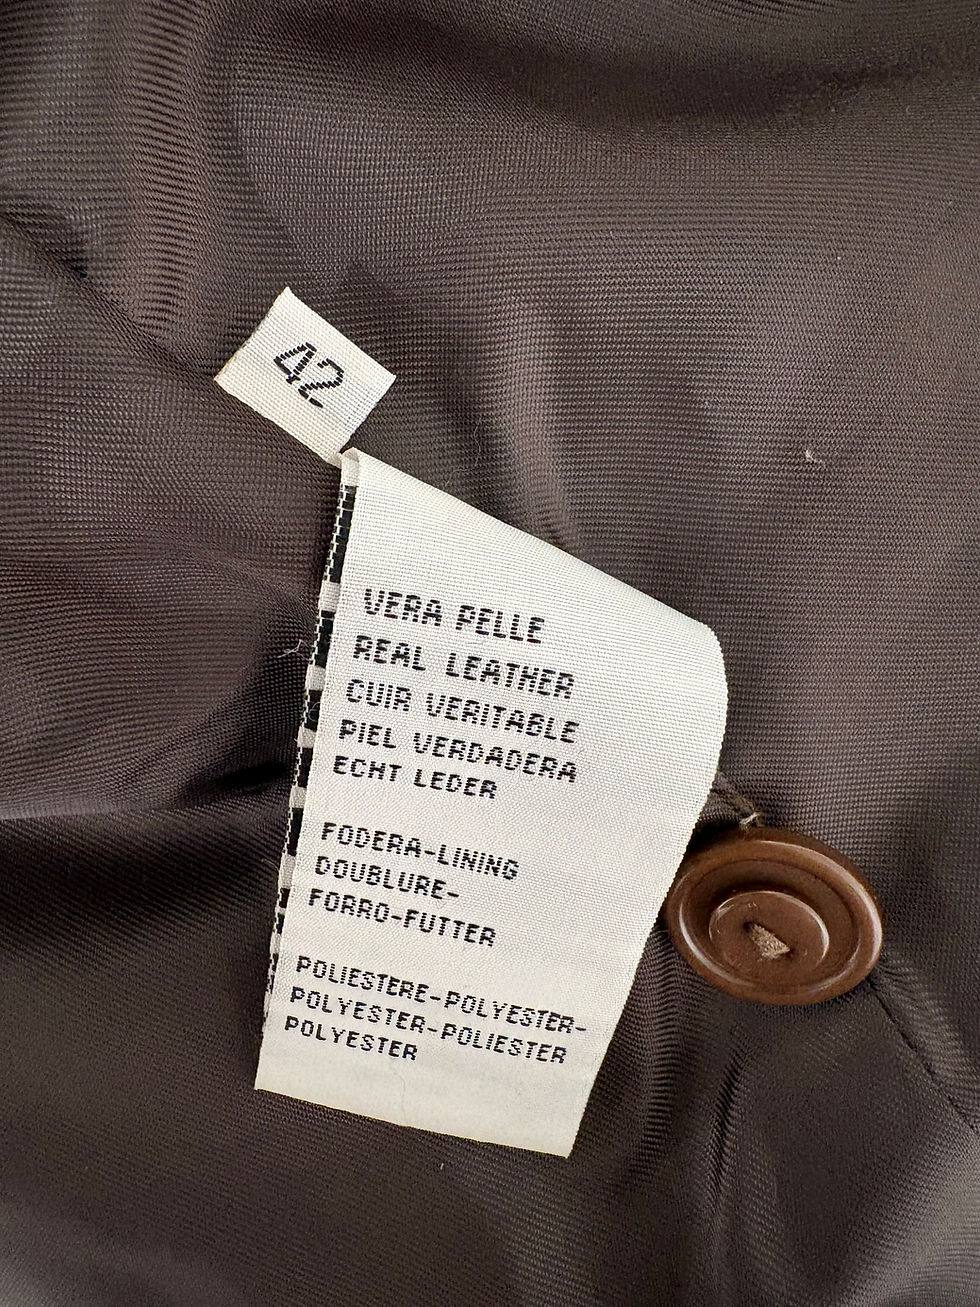 42
VERA PELLE
REAL LEATHER
CUIR VERITABLE
PIEL VERDADERA
ECHT LEDER
FODERA-LINING
DOUBLURE-
FORRO-FUTTER
POLIESTERE-POLYESTER-
POLYESTER-POLIESTER
POLYESTER